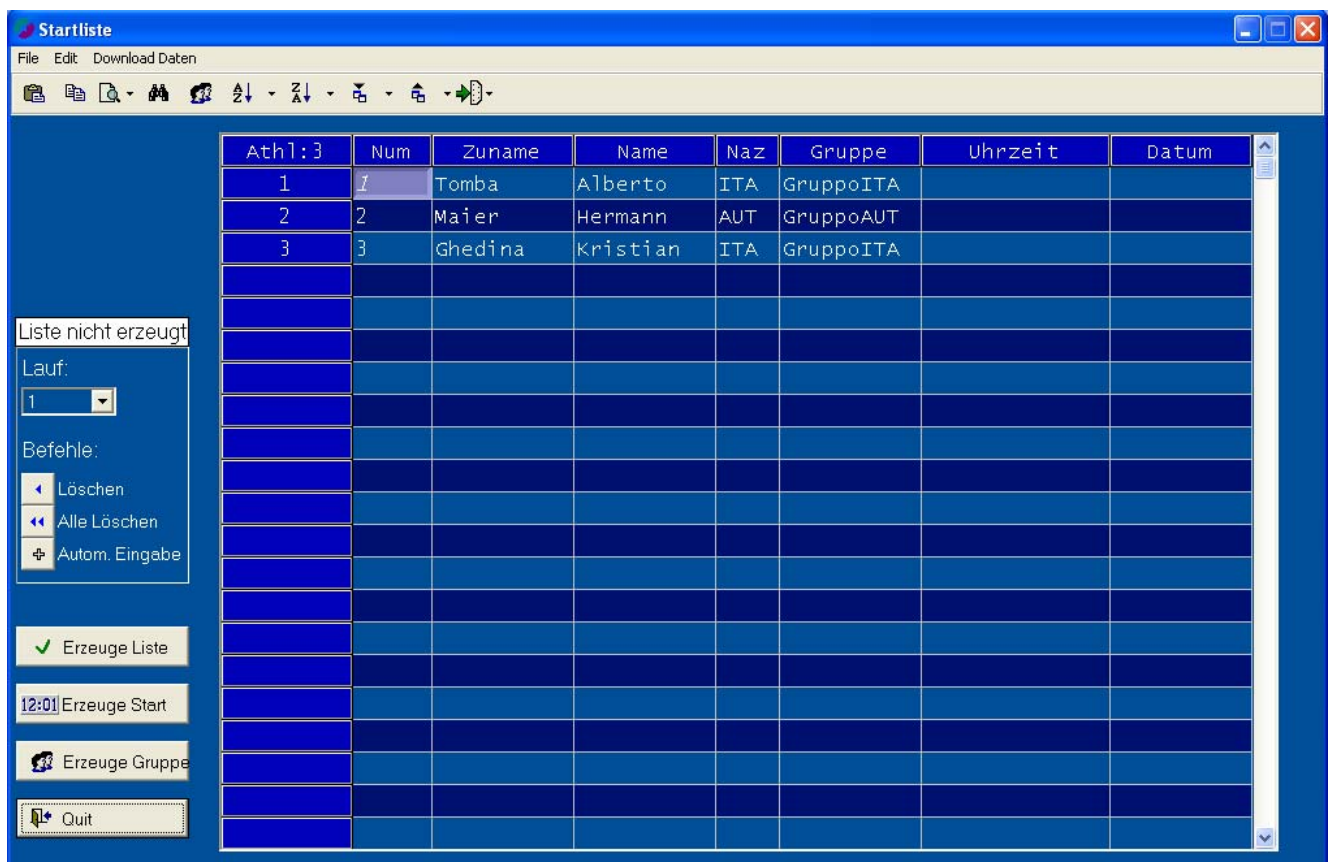 Startliste
File Edit Download Daten
Athl:3 Num Zuname Name Naz Gruppe Uhrzeit Datum
1 1 Tomba Alberto ITA GruppoITA
2 2 Maier Hermann AUT GruppoAUT
3 3 Ghedina Kristian ITA GruppoITA
Liste nicht erzeugt
Lauf:
1
Befehle:
Löschen
Alle Löschen
Autom. Eingabe
Erzeuge Liste
12:01 Erzeuge Start
Erzeuge Gruppe
Quit